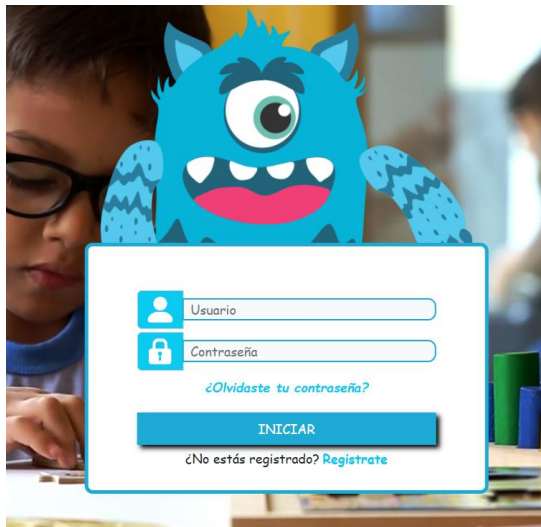 Usuario
Contraseña
¿Olvidaste tu contraseña?
INICIAR
¿No estás registrado? Registrate